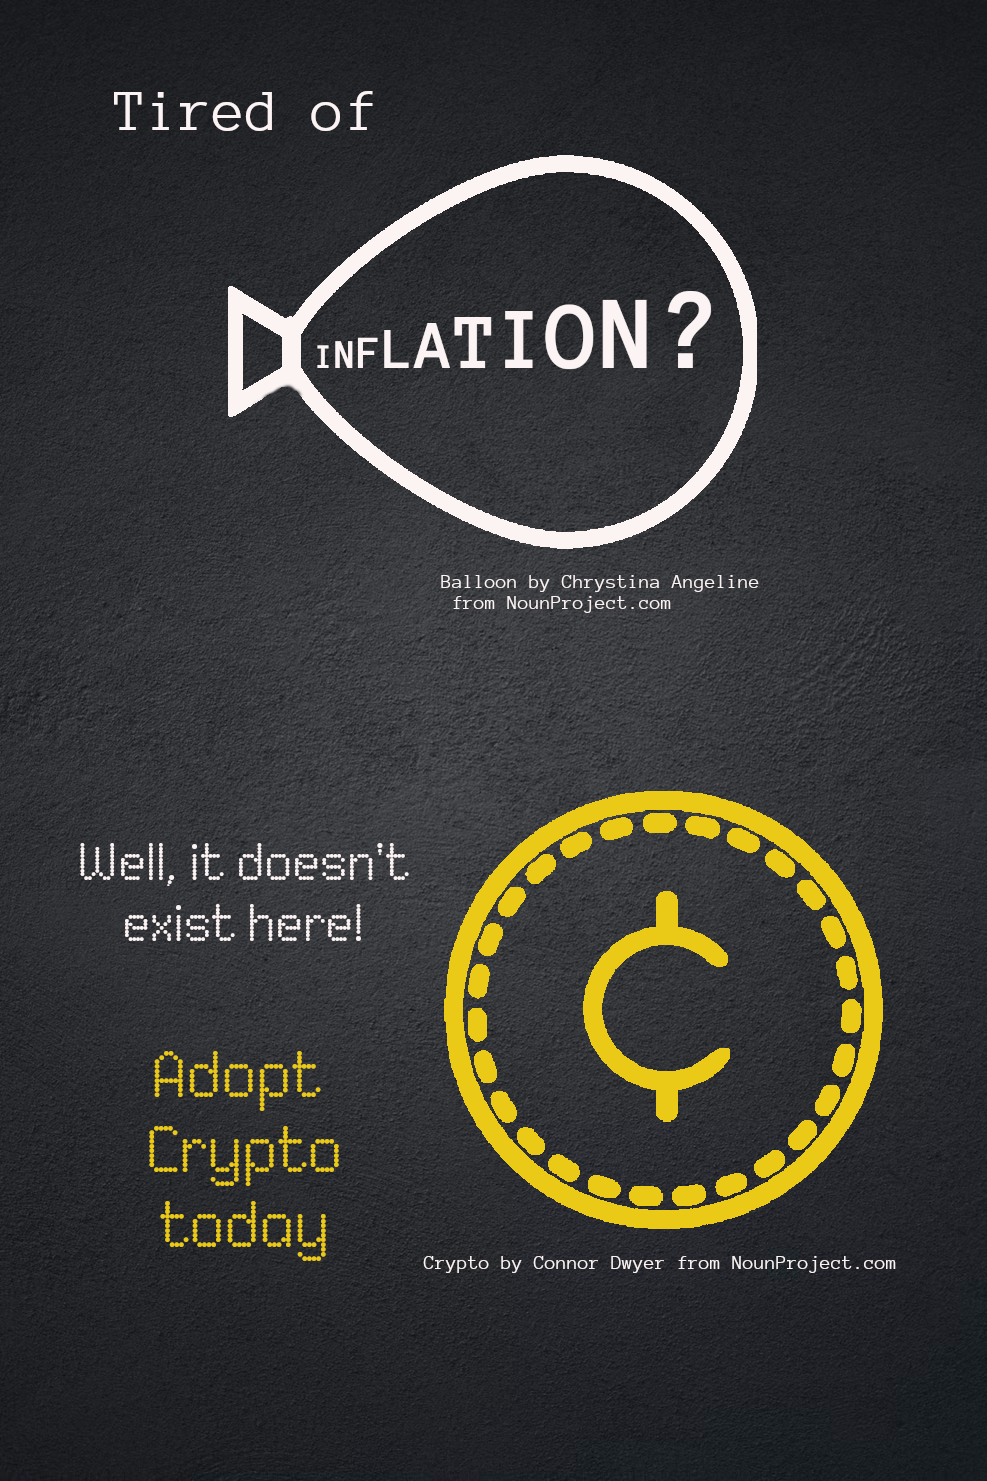 Tired of
INFLATION?
Balloon by Chrystina Angeline
from NounProject.com
Well, it doesn't
exist here!
Adopt
Crypto
today
Crypto by Connor Dwyer from NounProject.com